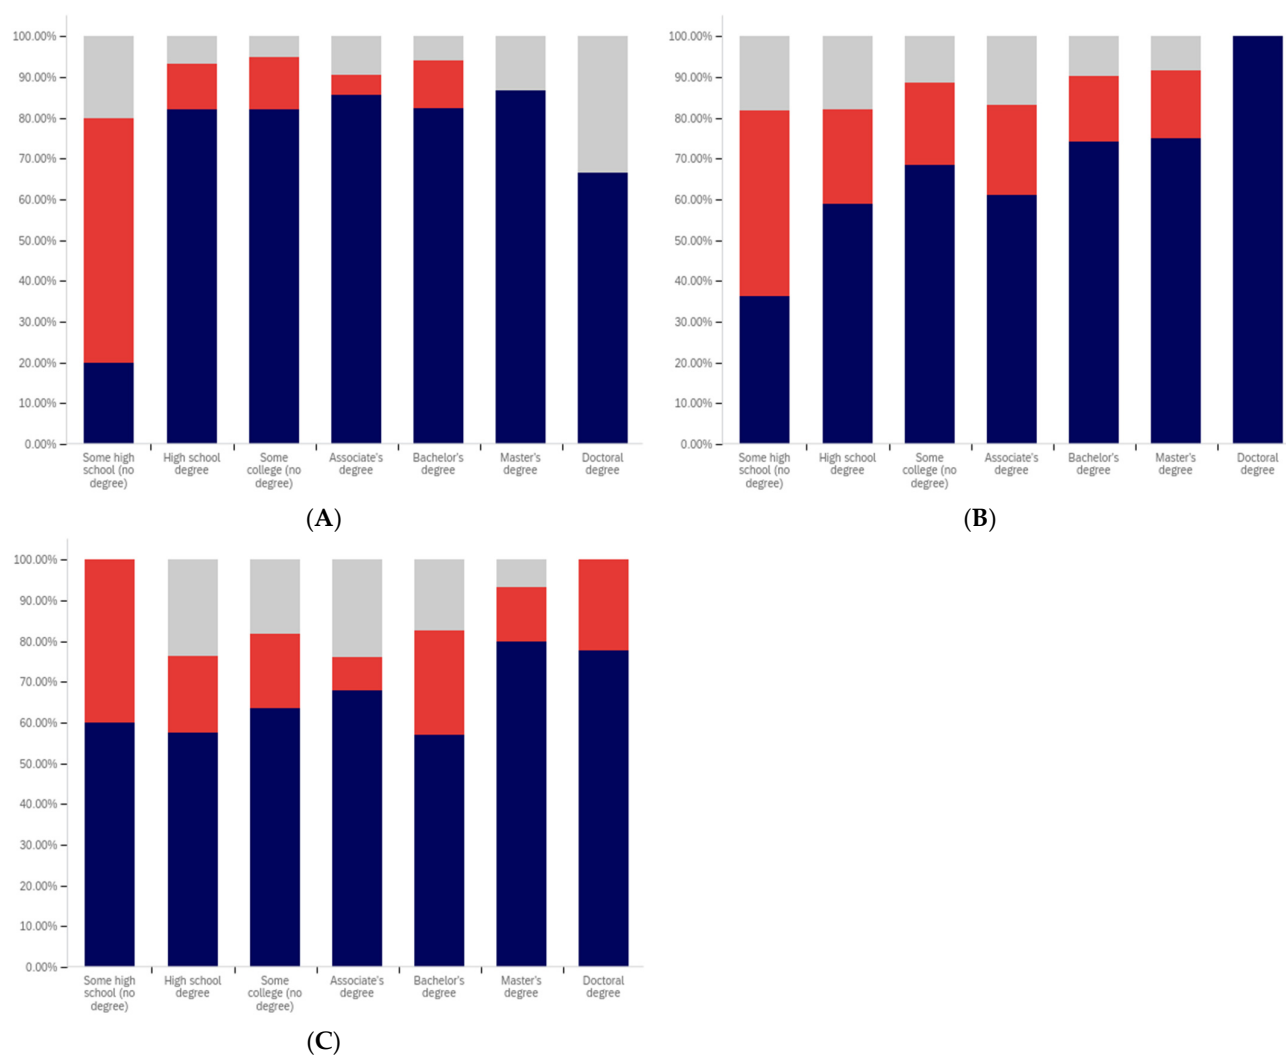 100.00%
90.00%
80.00%
70.00%
60.00%
50.00%
40.00%
30.00%
20.00%
10.00%
0.00%
Some high school (no degree)
High school degree
Some college (no degree)
Associate's degree
Bachelor's degree
Master's degree
Doctoral degree
(A)
100.00%
90.00%
80.00%
70.00%
60.00%
50.00%
40.00%
30.00%
20.00%
10.00%
0.00%
Some high school (no degree)
High school degree
Some college (no degree)
Associate's degree
Bachelor's degree
Master's degree
Doctoral degree
(B)
100.00%
90.00%
80.00%
70.00%
60.00%
50.00%
40.00%
30.00%
20.00%
10.00%
0.00%
Some high school (no degree)
High school degree
Some college (no degree)
Associate's degree
Bachelor's degree
Master's degree
Doctoral degree
(C)